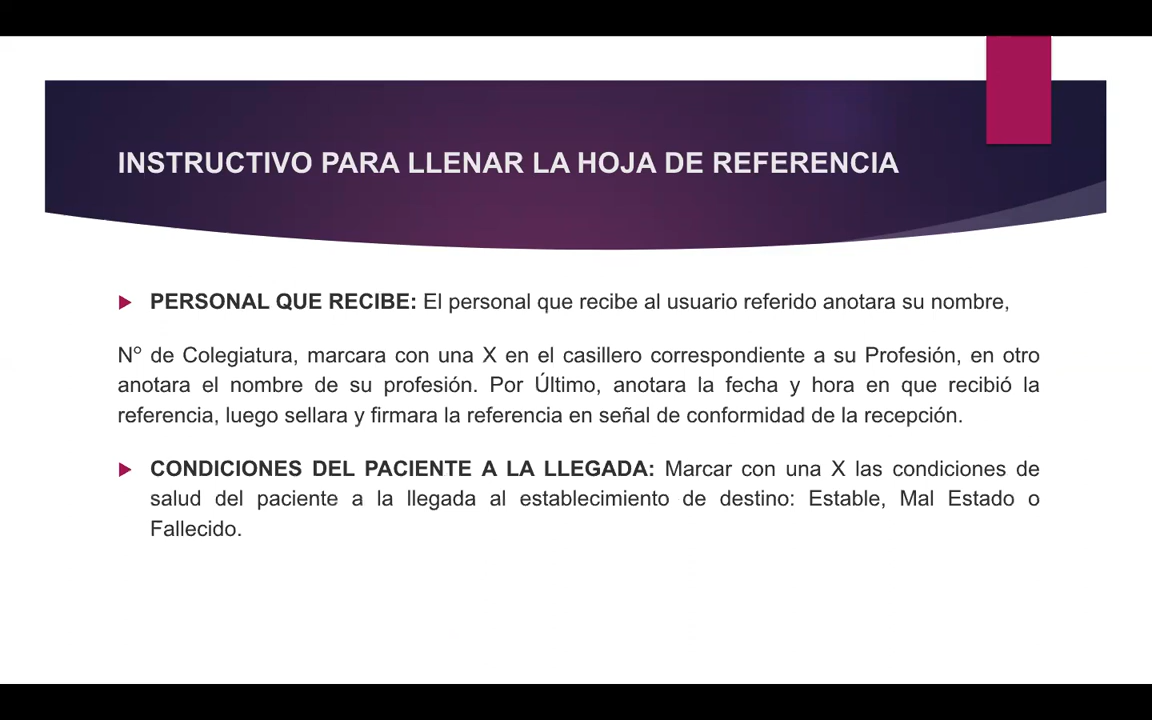 INSTRUCTIVO PARA LLENAR LA HOJA DE REFERENCIA
PERSONAL QUE RECIBE: El personal que recibe al usuario referido anotara su nombre,
Nº de Colegiatura, marcara con una X en el casillero correspondiente a su Profesión, en otro
anotara el nombre de su profesión. Por Último, anotara la fecha y hora en que recibió la
referencia, luego sellara y firmara la referencia en señal de conformidad de la recepción.
CONDICIONES DEL PACIENTE A LA LLEGADA: Marcar con una X las condiciones de
salud del paciente a la llegada al establecimiento de destino: Estable, Mal Estado o
Fallecido.